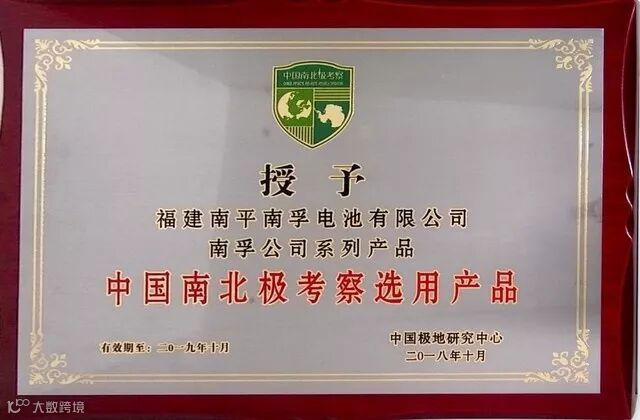 中国南北极考察
授予
福建南平南孚电池有限公司
南孚公司系列产品
中国南北极考察选用产品
有效期至：二〇一九年十月
中国极地研究中心
二〇一八年十月
大数跨境